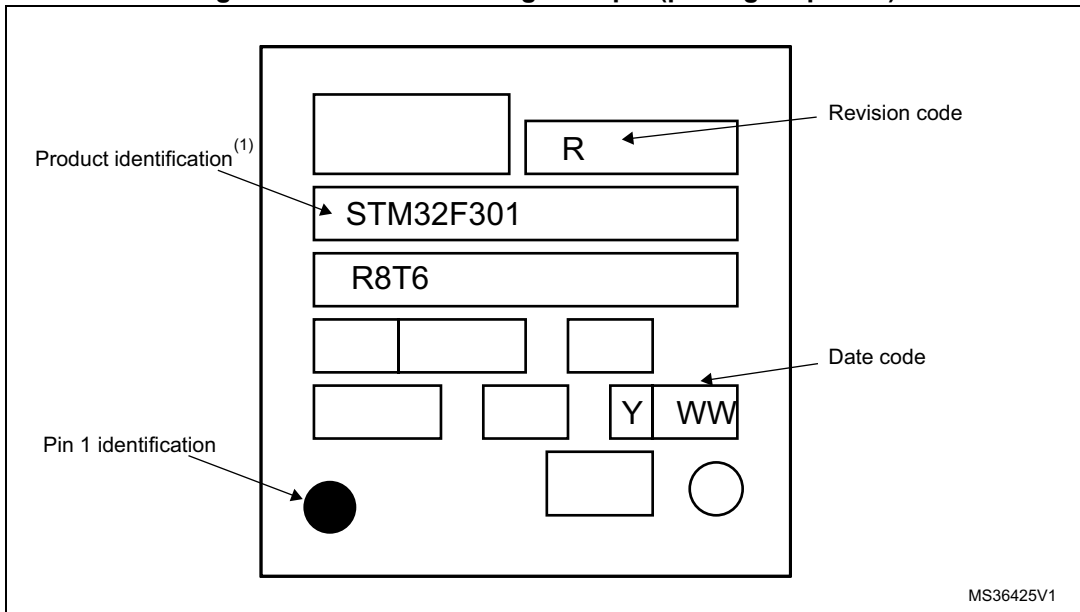 Revision code
R
Product identification(1)
STM32F301
R8T6
Date code
Y WW
Pin 1 identification
MS36425V1